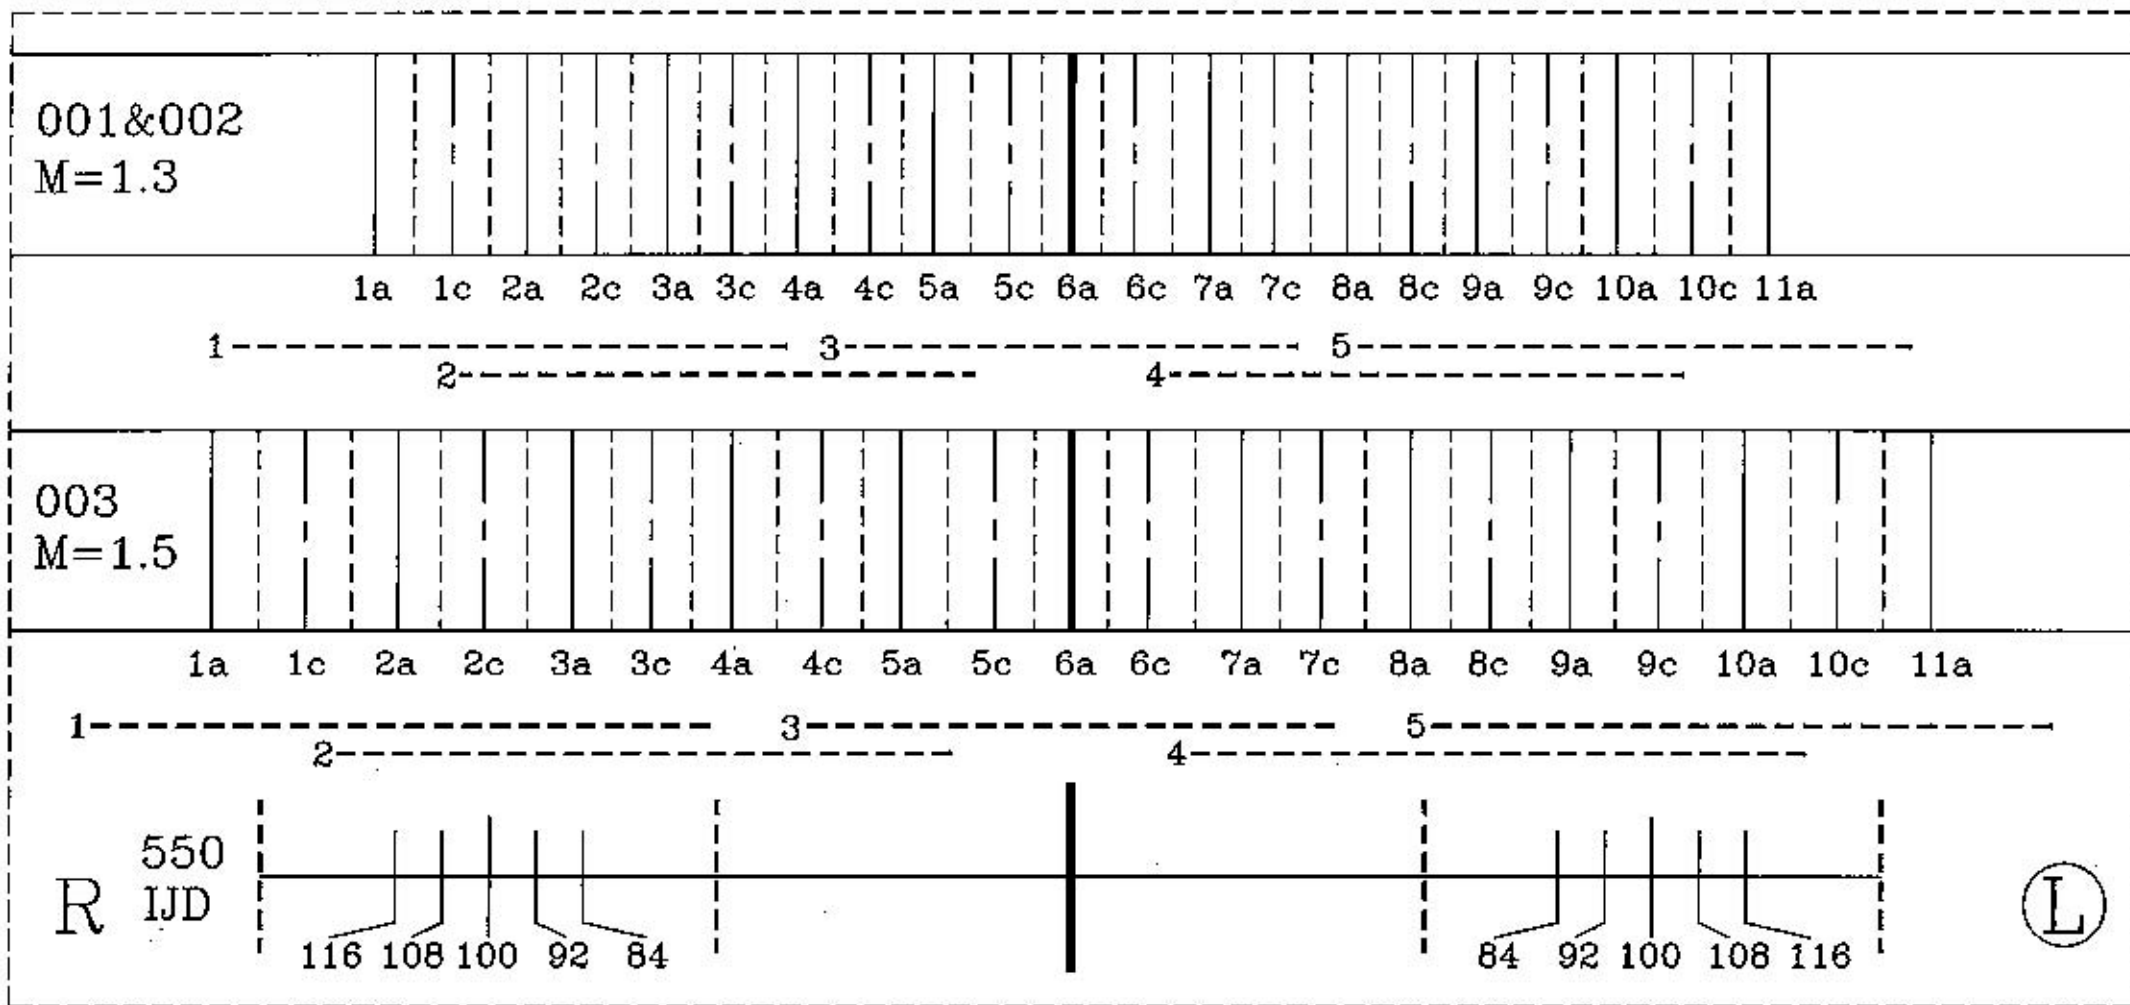 001&002
M=1.3
1a 1c 2a 2c 3a 3c 4a 4c 5a 5c 6a 6c 7a 7c 8a 8c 9a 9c 10a 10c 11a
1 3 5
2 4
003
M=1.5
1a 1c 2a 2c 3a 3c 4a 4c 5a 5c 6a 6c 7a 7c 8a 8c 9a 9c 10a 10c 11a
1 3 5
2 4
R 550 L
IJD
116 108 100 92 84 84 92 100 108 116